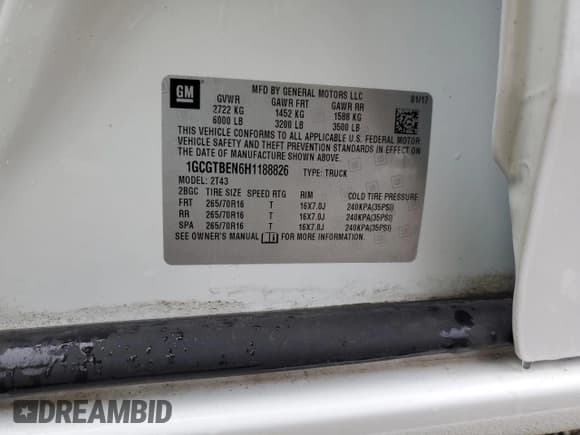 GM
MFD BY GENERAL MOTORS LLC
01/17
GVWR GAWR FRT GAWR RR
2722 KG 1452 KG 1588 KG
6000 LB 3200 LB 3500 LB
THIS VEHICLE CONFORMS TO ALL APPLICABLE U.S. FEDERAL MOTOR
VEHICLE SAFETY AND THEFT PREVENTION STANDARDS IN EFFECT ON
THE DATE OF MANUFACTURE SHOWN ABOVE.
1GCGTBEN6H1188826 TYPE: TRUCK
MODEL: 2T43
2BGC TIRE SIZE SPEED RTG RIM COLD TIRE PRESSURE
FRT 265/70R16 T 16X7.0J 240KPA(35PSI)
RR 265/70R16 T 16X7.0J 240KPA(35PSI)
SPA 265/70R16 T 16X7.0J 240KPA(35PSI)
SEE OWNER'S MANUAL FOR MORE INFORMATION.
DREAMBID